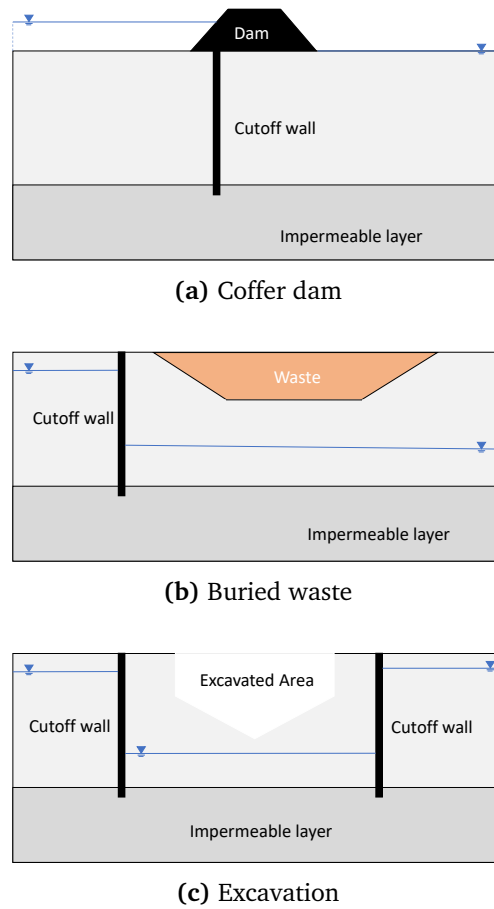 Dam
Cutoff wall
Impermeable layer
(a) Coffer dam
Waste
Cutoff wall
Impermeable layer
(b) Buried waste
Excavated Area
Cutoff wall
Cutoff wall
Impermeable layer
(c) Excavation